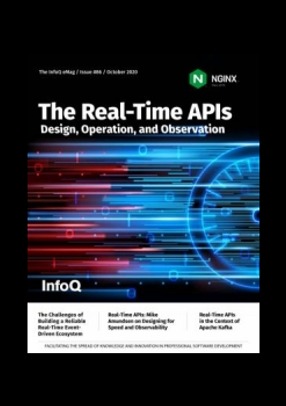 The InfoQ eMag / Issue #89 / October 2020
NGINX
The Real-Time APIs
Design, Operation, and Observation
InfoQ
The Challenges of
Building a Reliable
Real-Time Event-
Driven Ecosystem
Real-Time APIs: Mike
Amundsen on Designing for
Speed and Observability
Real-Time APIs
in the Context of
Apache Kafka
FACILITATING THE SPREAD OF KNOWLEDGE AND INNOVATION IN PROFESSIONAL SOFTWARE DEVELOPMENT